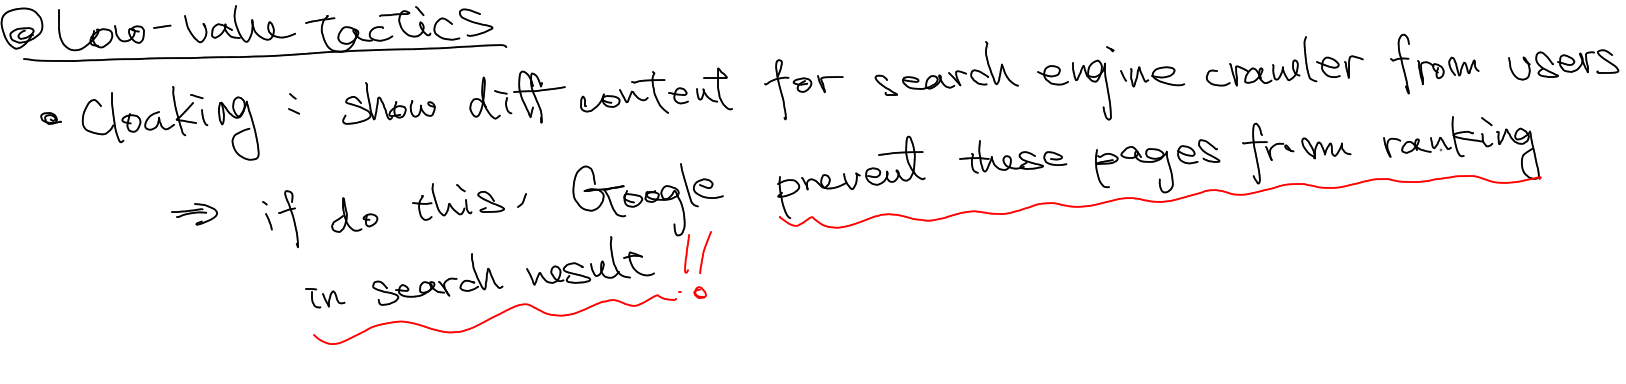 ◎ Low-value tactics
• Cloaking : show diff content for search engine crawler from users
⇒ if do this, Google prevent these pages from ranking
in search result !!